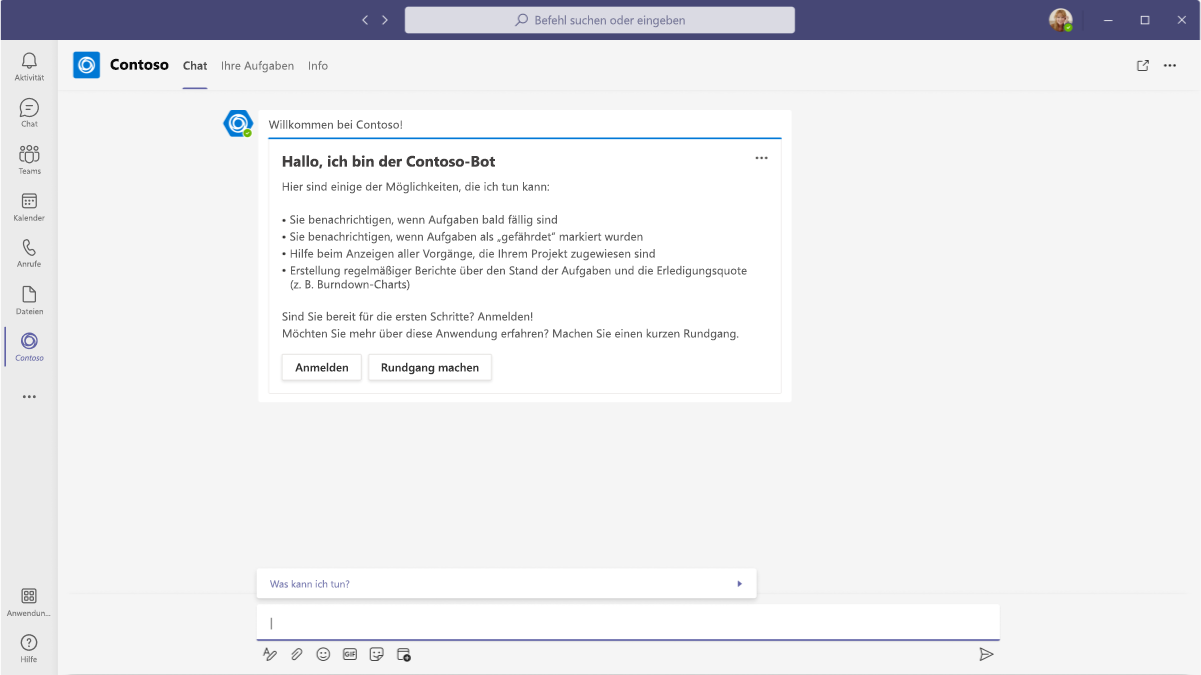 Befehl suchen oder eingeben
Aktivität
Chat
Teams
Kalender
Anrufe
Dateien
Contoso
Anwendun...
Hilfe
Contoso Chat Ihre Aufgaben Info
Willkommen bei Contoso!
Hallo, ich bin der Contoso-Bot
Hier sind einige der Möglichkeiten, die ich tun kann:
• Sie benachrichtigen, wenn Aufgaben bald fällig sind
• Sie benachrichtigen, wenn Aufgaben als „gefährdet“ markiert wurden
• Hilfe beim Anzeigen aller Vorgänge, die Ihrem Projekt zugewiesen sind
• Erstellung regelmäßiger Berichte über den Stand der Aufgaben und die Erledigungsquote
(z. B. Burndown-Charts)
Sind Sie bereit für die ersten Schritte? Anmelden!
Möchten Sie mehr über diese Anwendung erfahren? Machen Sie einen kurzen Rundgang.
Anmelden Rundgang machen
Was kann ich tun?
GIF